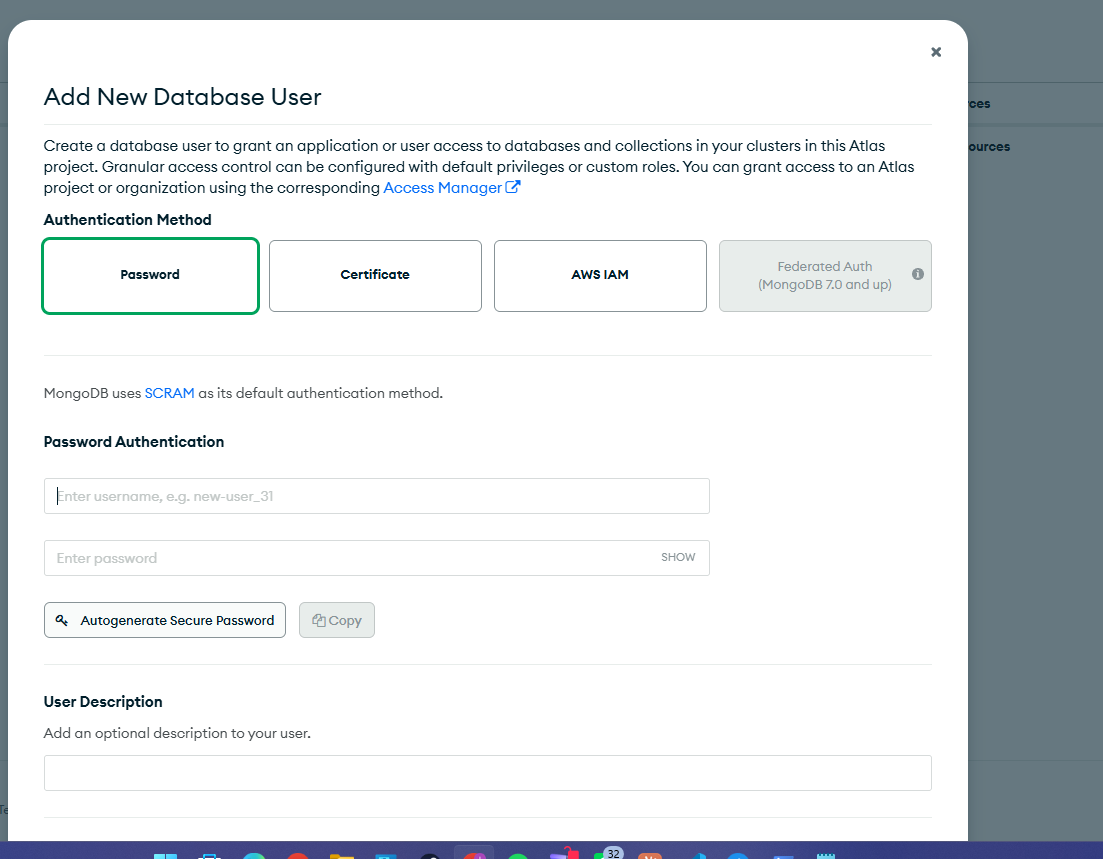 Add New Database User
Create a database user to grant an application or user access to databases and collections in your clusters in this Atlas
project. Granular access control can be configured with default privileges or custom roles. You can grant access to an Atlas
project or organization using the corresponding Access Manager
Authentication Method
Password
Certificate
AWS IAM
Federated Auth
(MongoDB 7.0 and up)
MongoDB uses SCRAM as its default authentication method.
Password Authentication
Enter username, e.g. new-user_31
Enter password
SHOW
Autogenerate Secure Password
Copy
User Description
Add an optional description to your user.
rces
ources
32